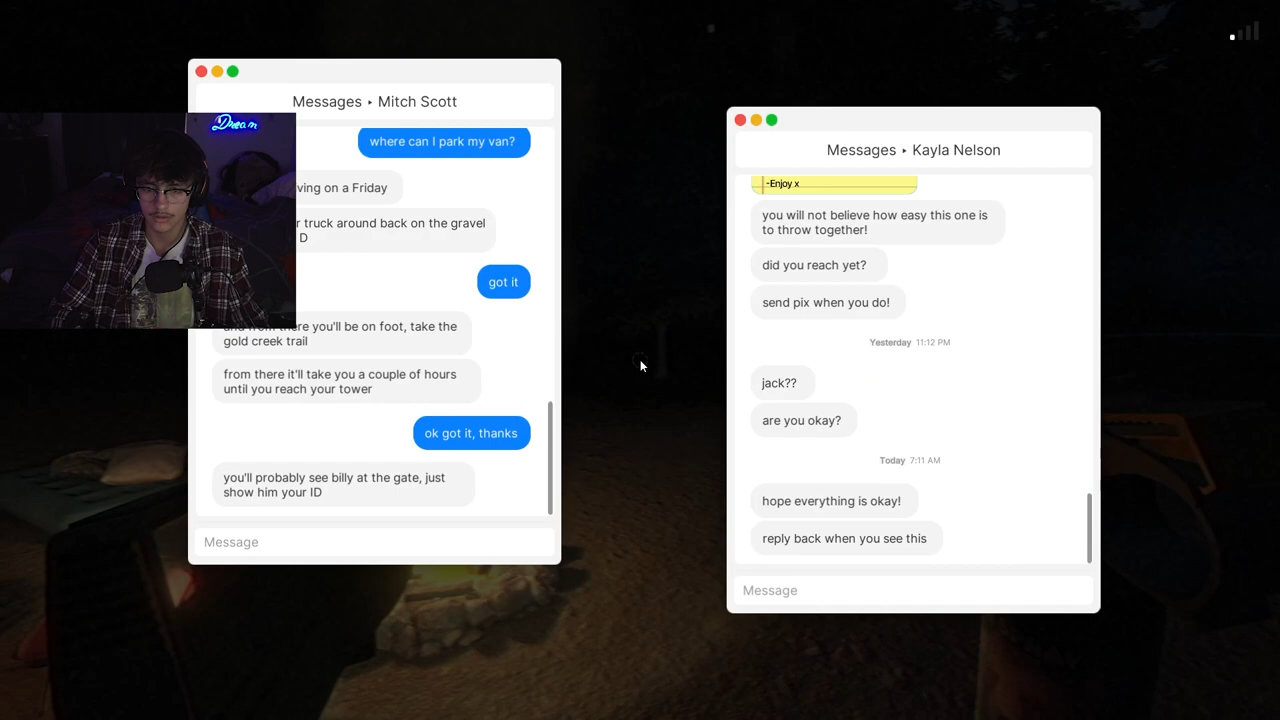 Messages ‣ Mitch Scott
where can I park my van?
ving on a Friday
r truck around back on the gravel
D
got it
there you'll be on foot, take the
gold creek trail
from there it'll take you a couple of hours
until you reach your tower
ok got it, thanks
you'll probably see billy at the gate, just
show him your ID
Message
Dream
Messages ‣ Kayla Nelson
-Enjoy x
you will not believe how easy this one is
to throw together!
did you reach yet?
send pix when you do!
Yesterday 11:12 PM
jack??
are you okay?
Today 7:11 AM
hope everything is okay!
reply back when you see this
Message